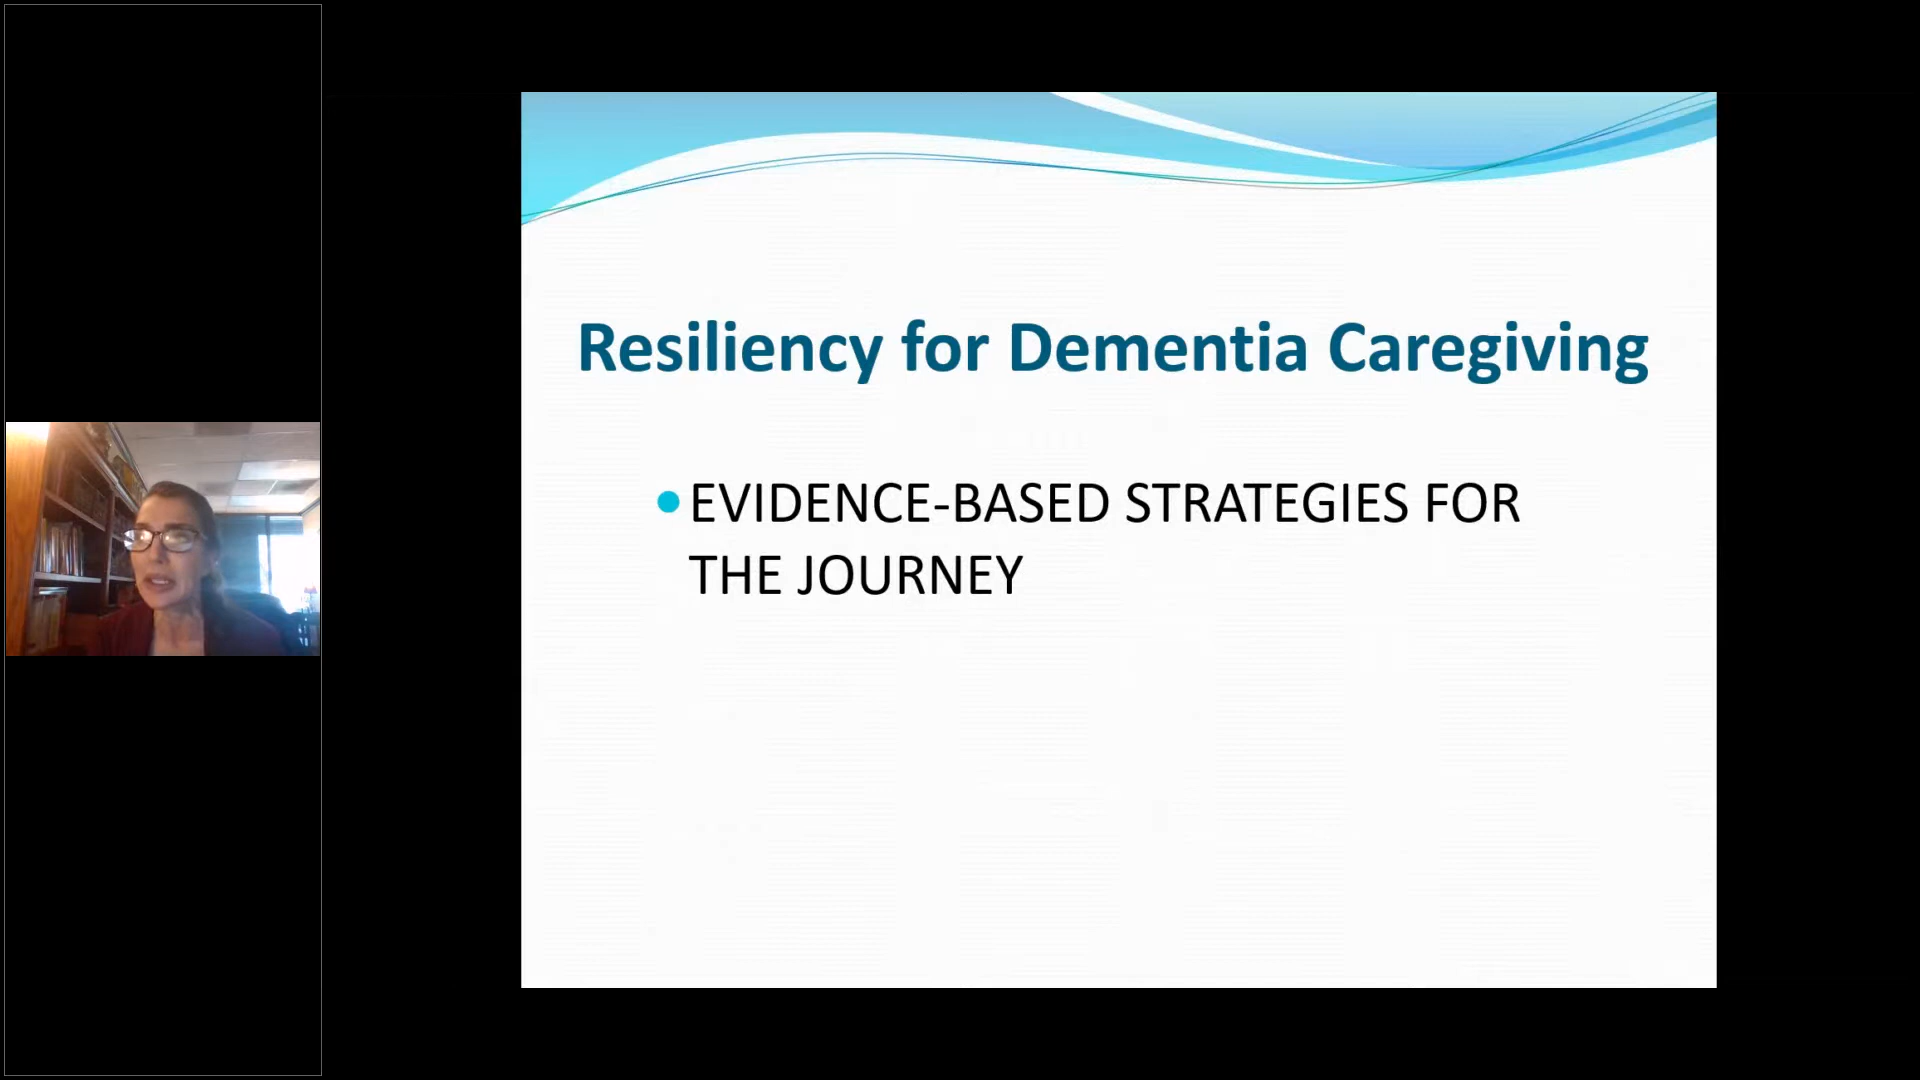 Resiliency for Dementia Caregiving
EVIDENCE-BASED STRATEGIES FOR
THE JOURNEY